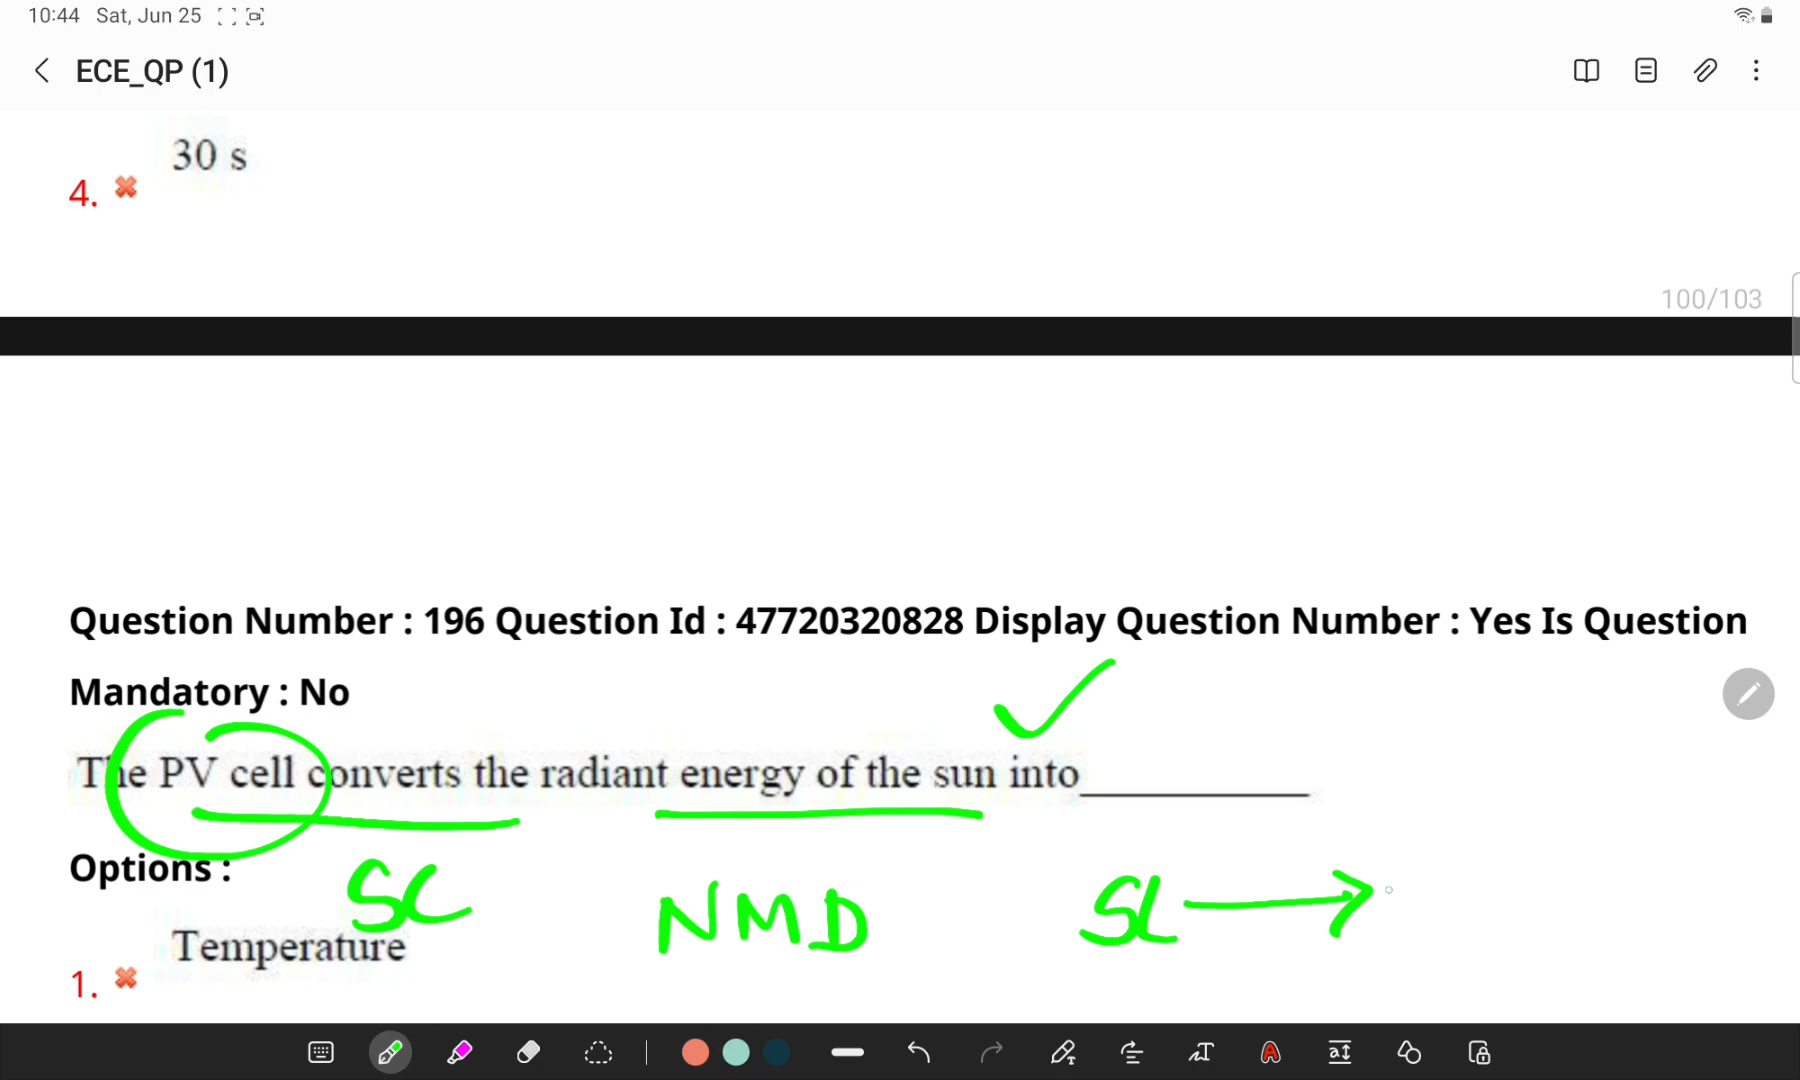 10:44 Sat, Jun 25
ECE_QP (1)
30 s
4.
100/103
Question Number : 196 Question Id : 47720320828 Display Question Number : Yes Is Question
Mandatory : No
The PV cell converts the radiant energy of the sun into__________
Options :
SC NMD SC
Temperature
1.